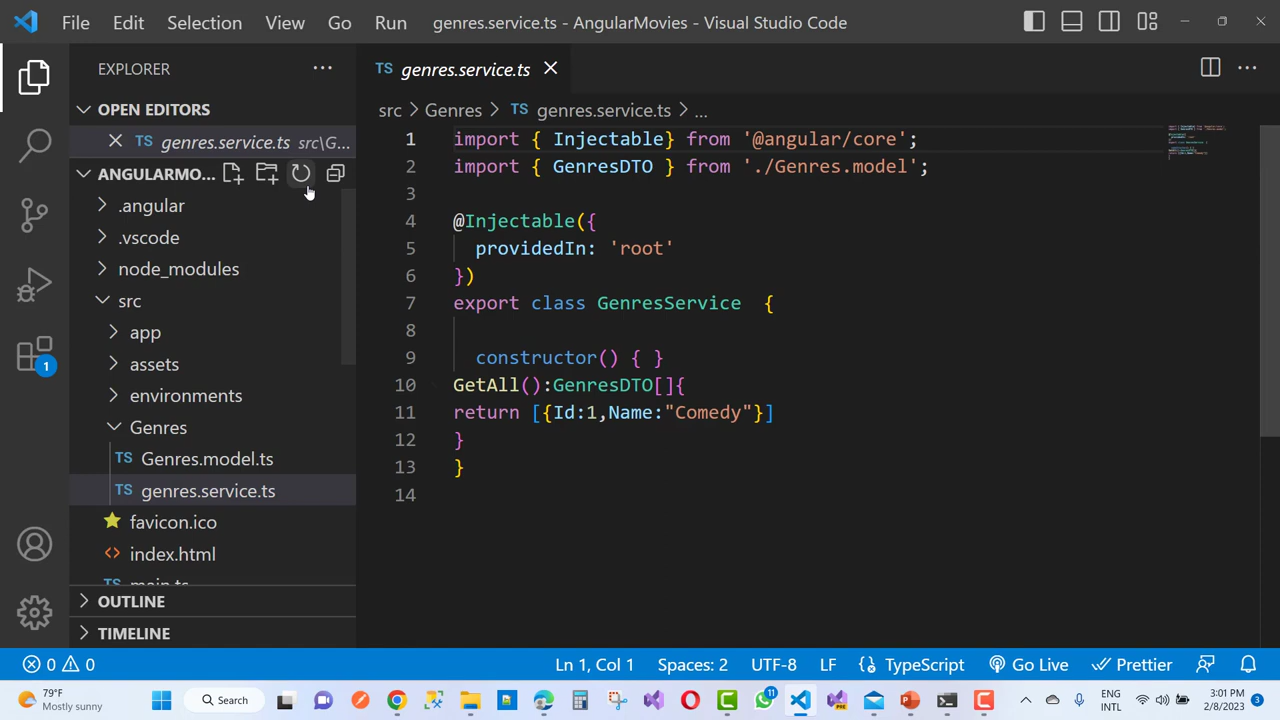 File Edit Selection View Go Run genres.service.ts - AngularMovies - Visual Studio Code
EXPLORER
OPEN EDITORS
TS genres.service.ts src\G...
ANGULARMO...
.angular
.vscode
node_modules
src
app
assets
environments
Genres
TS Genres.model.ts
TS genres.service.ts
favicon.ico
index.html
main.ts
OUTLINE
TIMELINE
TS genres.service.ts
src > Genres > TS genres.service.ts > ...
1 import { Injectable} from '@angular/core';
2 import { GenresDTO } from './Genres.model';
3
4 @Injectable({
5 providedIn: 'root'
6 })
7 export class GenresService {
8
9 constructor() { }
10 GetAll():GenresDTO[]{
11 return [{Id:1,Name:"Comedy"}]
12 }
13 }
14
1
0 0 Ln 1, Col 1 Spaces: 2 UTF-8 LF TypeScript Go Live Prettier
79°F
Mostly sunny
Search
11
PRE
ENG
INTL
3:01 PM
2/8/2023
3